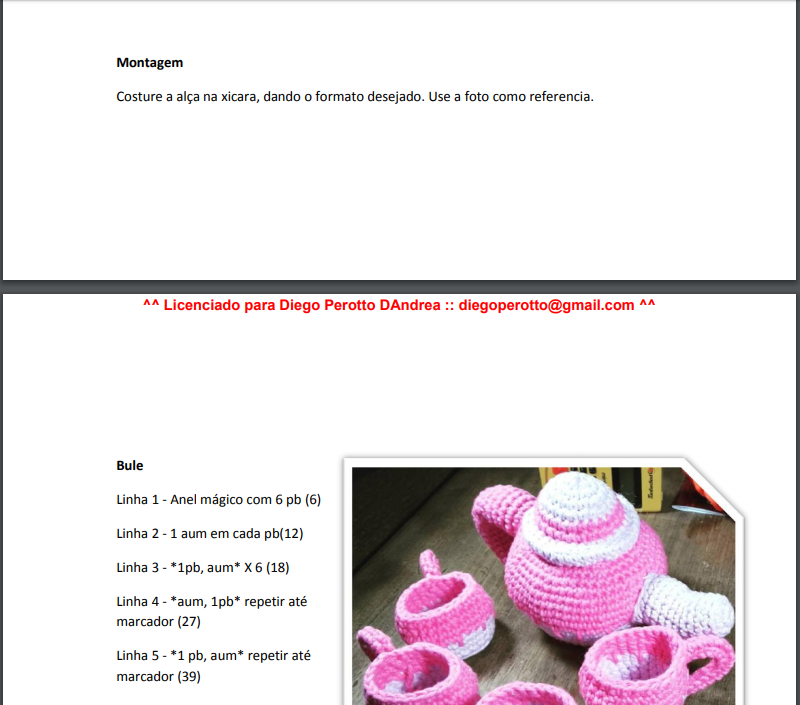 Montagem
Costure a alça na xicara, dando o formato desejado. Use a foto como referencia.
^^ Licenciado para Diego Perotto DAndrea :: diegoperotto@gmail.com ^^
Bule
Linha 1 - Anel mágico com 6 pb (6)
Linha 2 - 1 aum em cada pb(12)
Linha 3 - *1pb, aum* X 6 (18)
Linha 4 - *aum, 1pb* repetir até
marcador (27)
Linha 5 - *1 pb, aum* repetir até
marcador (39)